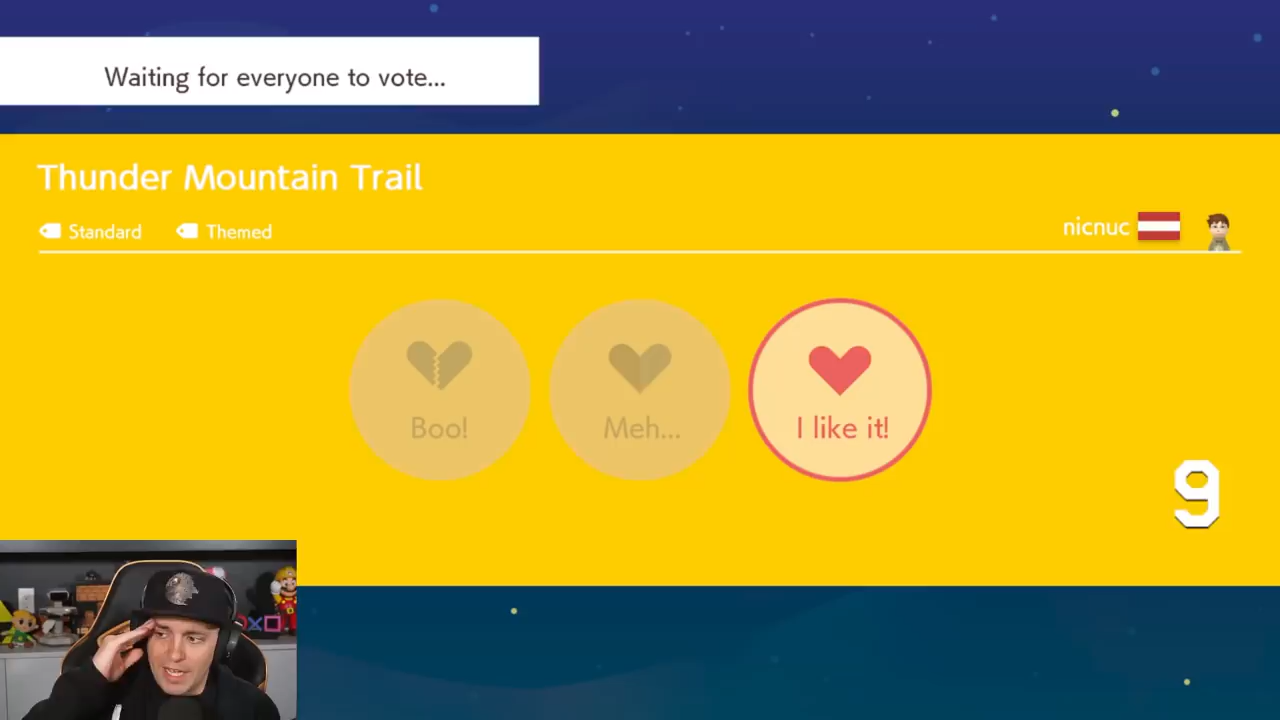 Waiting for everyone to vote...
Thunder Mountain Trail
Standard Themed
nicnuc
Boo! Meh... I like it!
9